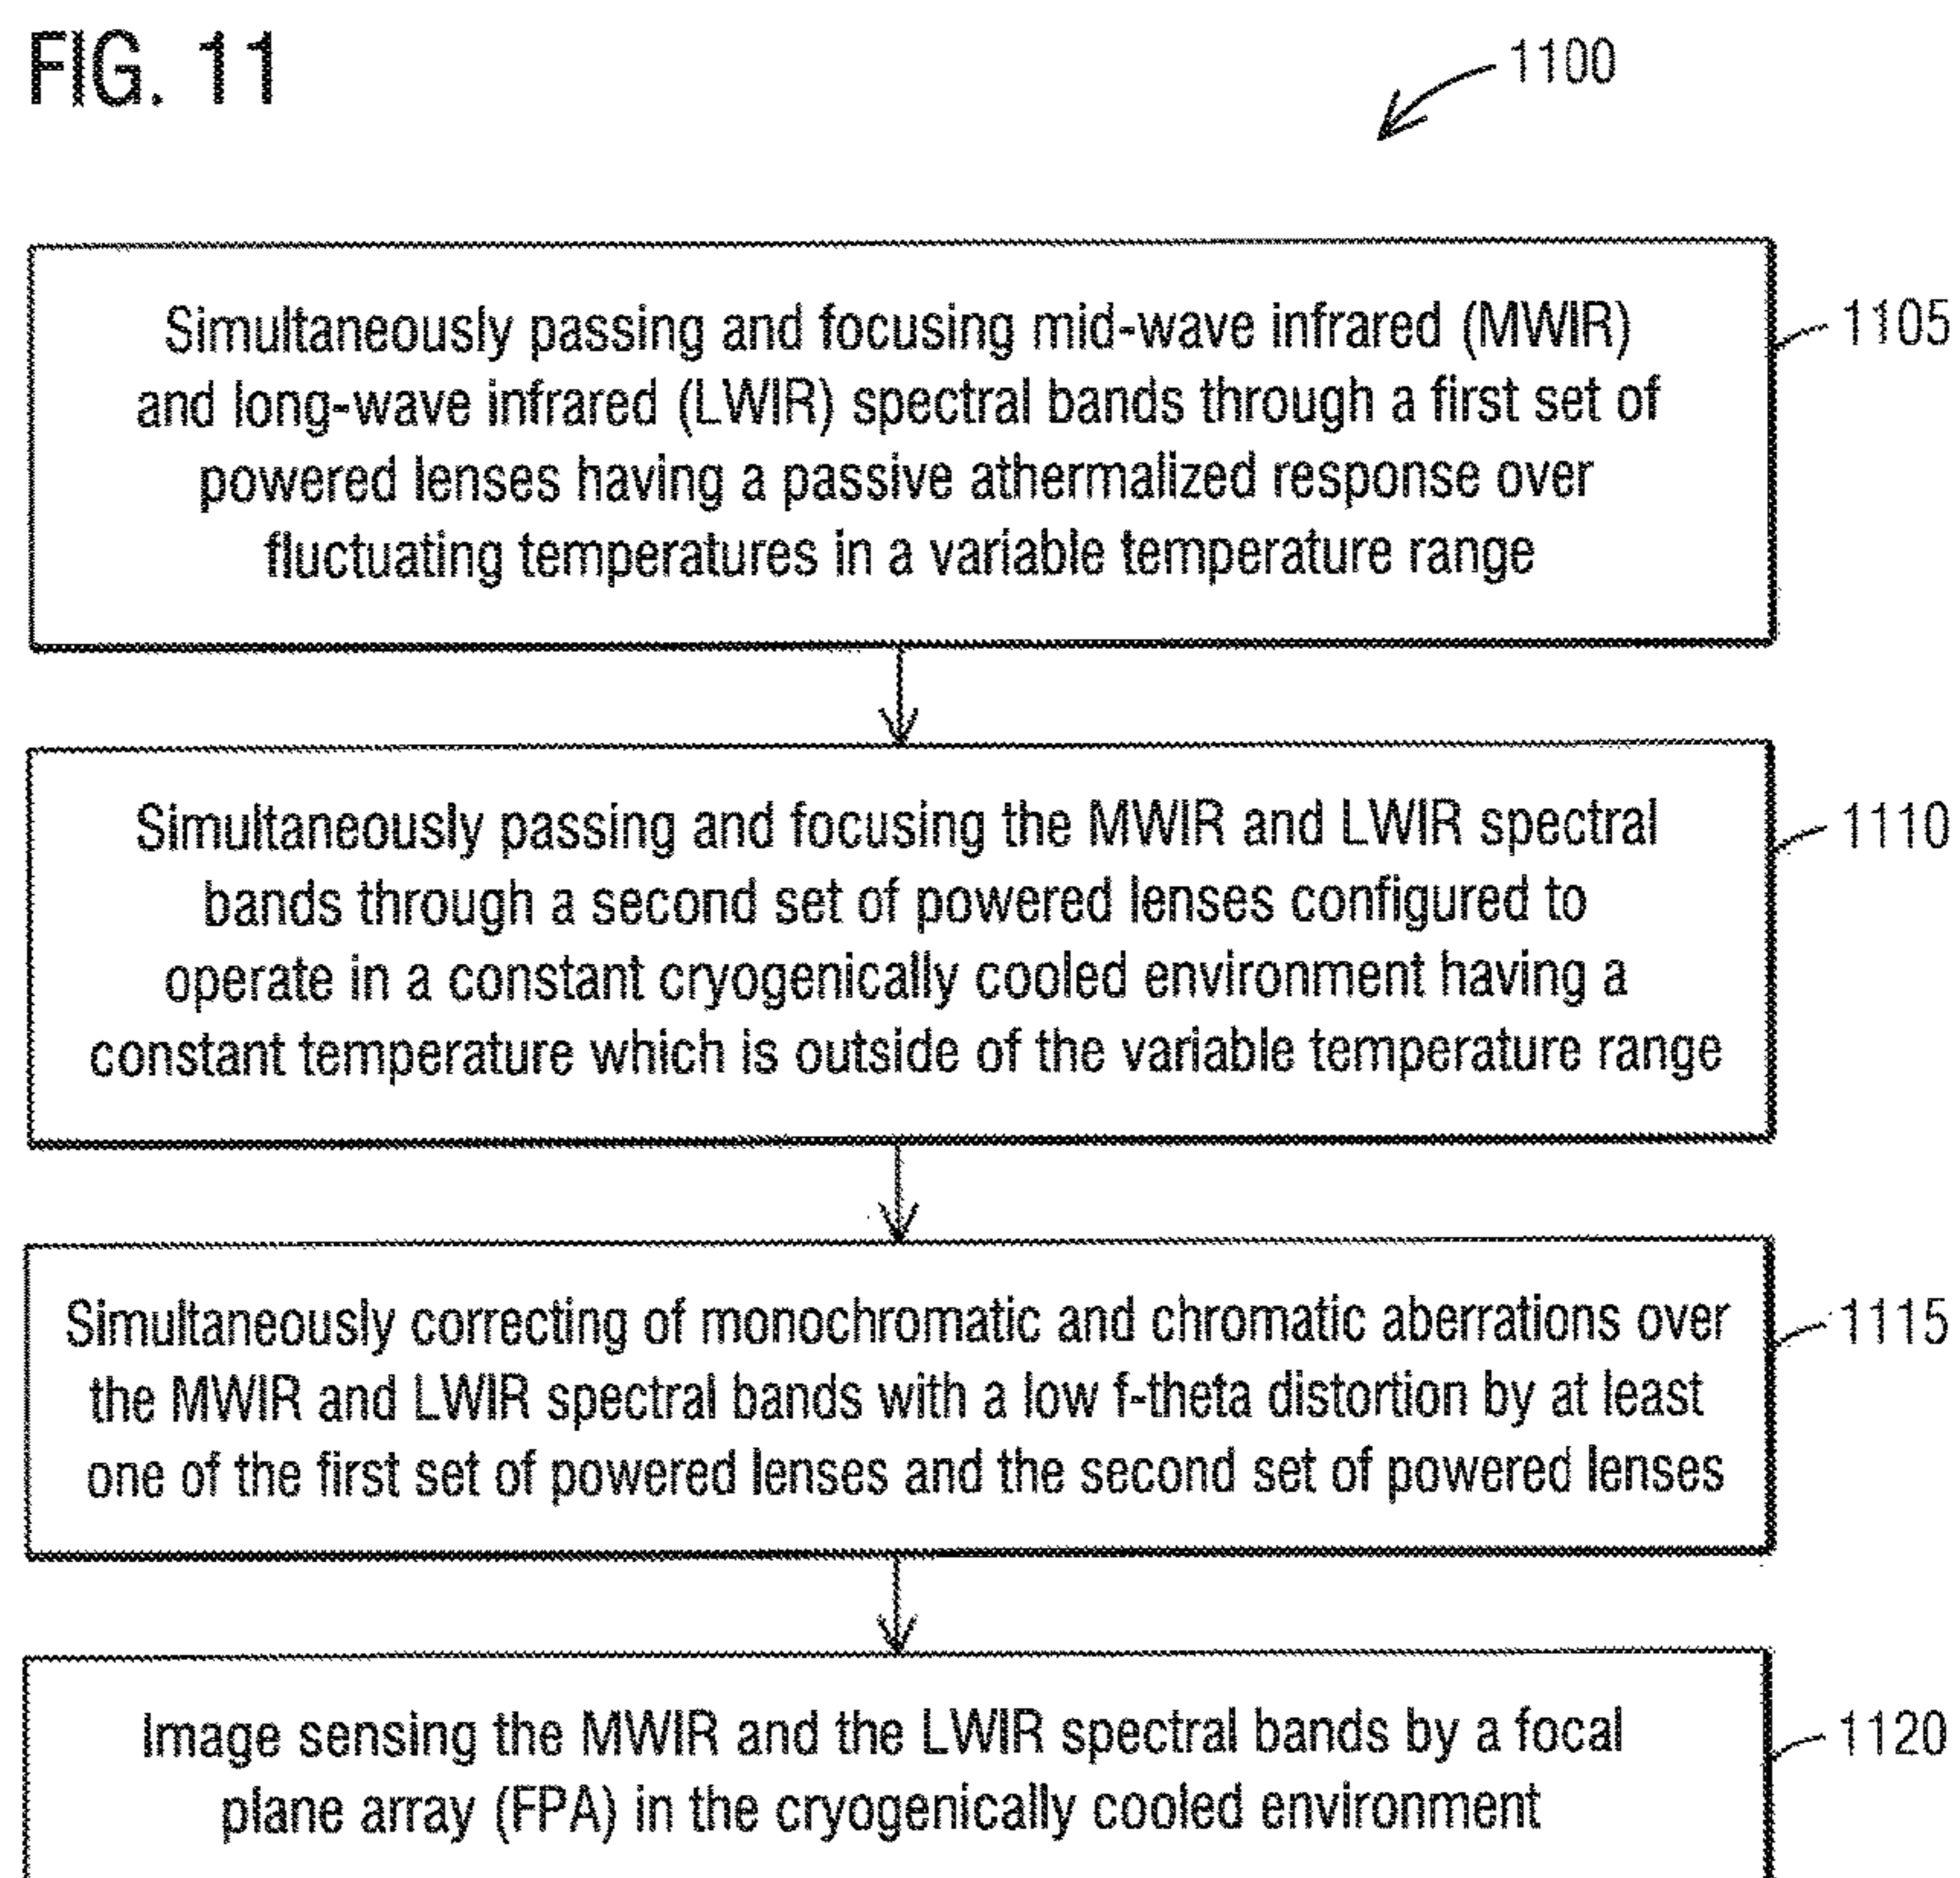 FIG. 11
1100
Simultaneously passing and focusing mid-wave infrared (MWIR)
and long-wave infrared (LWIR) spectral bands through a first set of
powered lenses having a passive athermalized response over
fluctuating temperatures in a variable temperature range
1105
Simultaneously passing and focusing the MWIR and LWIR spectral
bands through a second set of powered lenses configured to
operate in a constant cryogenically cooled environment having a
constant temperature which is outside of the variable temperature range
1110
Simultaneously correcting of monochromatic and chromatic aberrations over
the MWIR and LWIR spectral bands with a low f-theta distortion by at least
one of the first set of powered lenses and the second set of powered lenses
1115
Image sensing the MWIR and the LWIR spectral bands by a focal
plane array (FPA) in the cryogenically cooled environment
1120